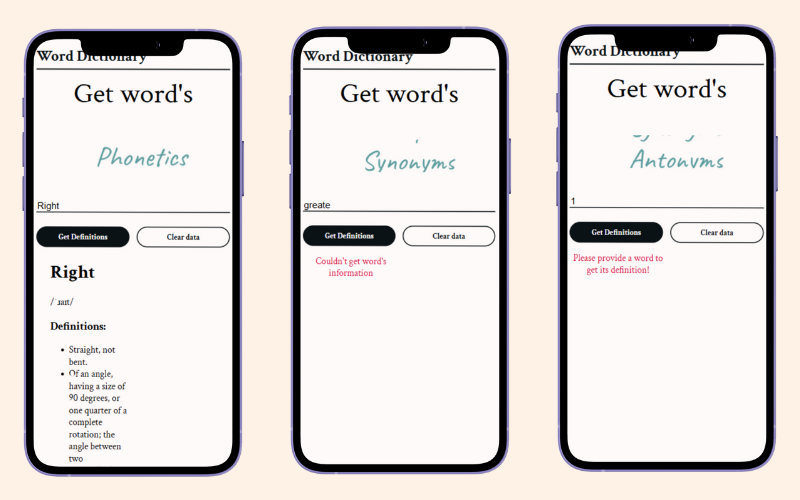 Word Dictionary
Get word's
Phonetics
Right
Get Definitions
Clear data
Right
/ˈɹaɪt/
Definitions:
• Straight, not
bent.
• Of an angle,
having a size of
90 degrees, or
one quarter of a
complete
rotation; the
angle between
two
Word Dictionary
Get word's
Synonyms
greate
Get Definitions
Clear data
Couldn't get word's
information
Word Dictionary
Get word's
Antonyms
1
Get Definitions
Clear data
Please provide a word to
get its definition!